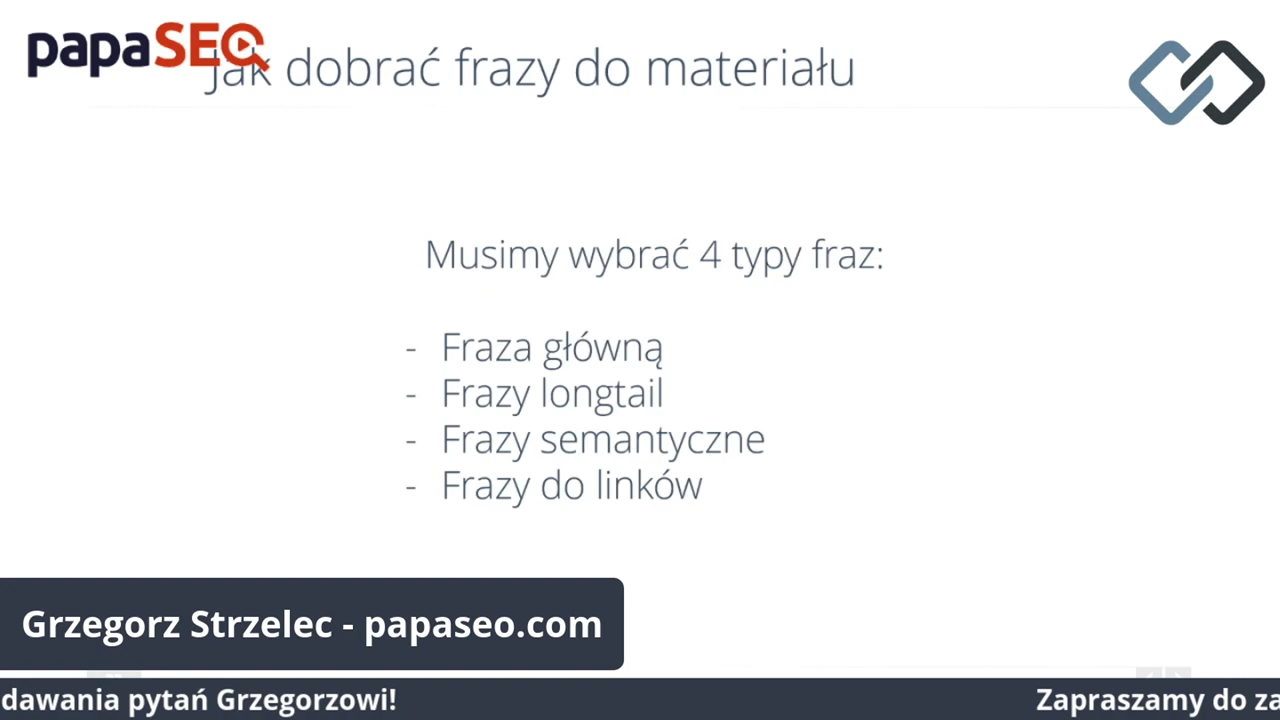 papaSEO
Jak dobrać frazy do materiału
Musimy wybrać 4 typy fraz:
- Fraza główną
- Frazy longtail
- Frazy semantyczne
- Frazy do linków
Grzegorz Strzelec - papaseo.com
dawania pytań Grzegorzowi! Zapraszamy do za